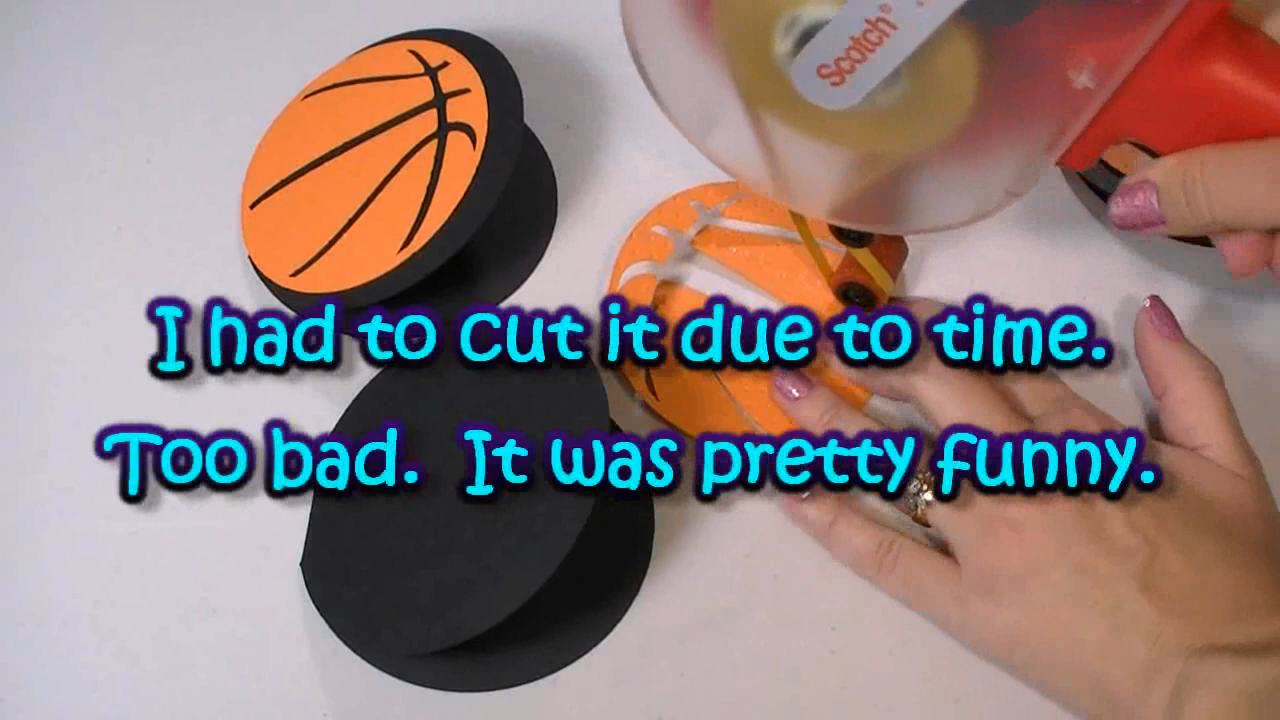 Scotch®
I had to cut it due to time.
Too bad. It was pretty funny.